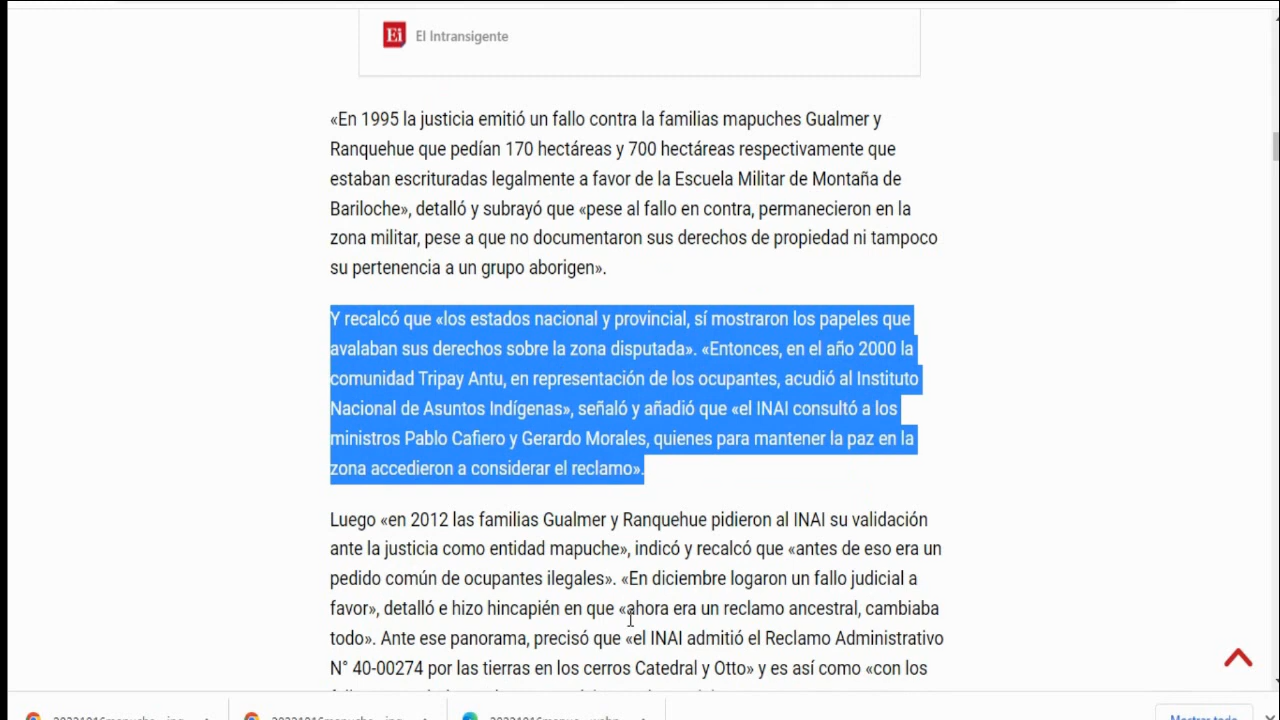 Ei El Intransigente
«En 1995 la justicia emitió un fallo contra la familias mapuches Gualmer y
Ranquehue que pedían 170 hectáreas y 700 hectáreas respectivamente que
estaban escrituradas legalmente a favor de la Escuela Militar de Montaña de
Bariloche», detalló y subrayó que «pese al fallo en contra, permanecieron en la
zona militar, pese a que no documentaron sus derechos de propiedad ni tampoco
su pertenencia a un grupo aborigen».
Y recalcó que «los estados nacional y provincial, sí mostraron los papeles que
avalaban sus derechos sobre la zona disputada». «Entonces, en el año 2000 la
comunidad Tripay Antu, en representación de los ocupantes, acudió al Instituto
Nacional de Asuntos Indígenas», señaló y añadió que «el INAI consultó a los
ministros Pablo Cafiero y Gerardo Morales, quienes para mantener la paz en la
zona accedieron a considerar el reclamo».
Luego «en 2012 las familias Gualmer y Ranquehue pidieron al INAI su validación
ante la justicia como entidad mapuche», indicó y recalcó que «antes de eso era un
pedido común de ocupantes ilegales». «En diciembre logaron un fallo judicial a
favor», detalló e hizo hincapién en que «ahora era un reclamo ancestral, cambiaba
todo». Ante ese panorama, precisó que «el INAI admitió el Reclamo Administrativo
N° 40-00274 por las tierras en los cerros Catedral y Otto» y es así como «con los